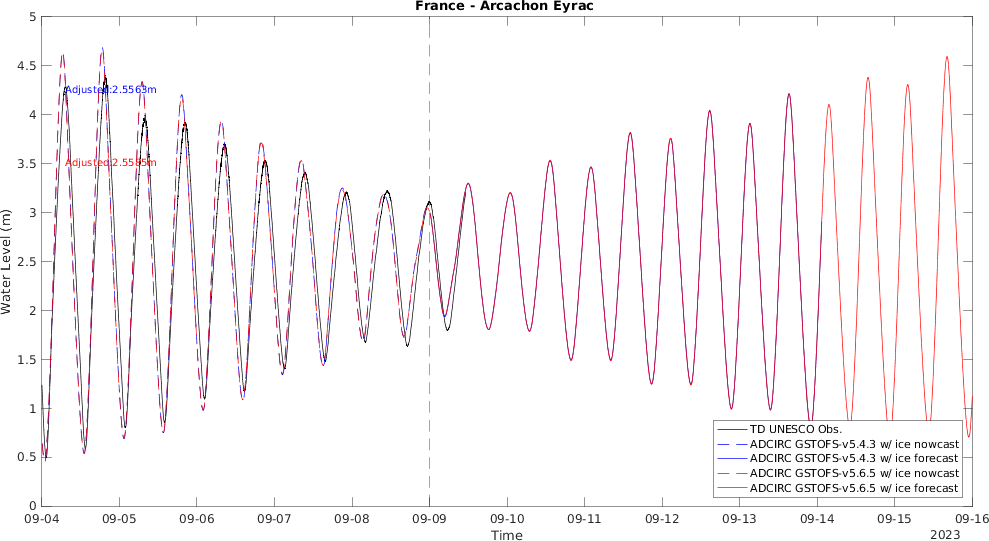 France - Arcachon Eyrac
5
4.5
4
3.5
3
2.5
2
1.5
1
0.5
0
Water Level (m)
Adjusted:2.5563m
Adjusted:2.5595m
TD UNESCO Obs.
ADCIRC GSTOFS-v5.4.3 w/ ice nowcast
ADCIRC GSTOFS-v5.4.3 w/ ice forecast
ADCIRC GSTOFS-v5.6.5 w/ ice nowcast
ADCIRC GSTOFS-v5.6.5 w/ ice forecast
09-04 09-05 09-06 09-07 09-08 09-09 09-10 09-11 09-12 09-13 09-14 09-15 09-16
Time
2023